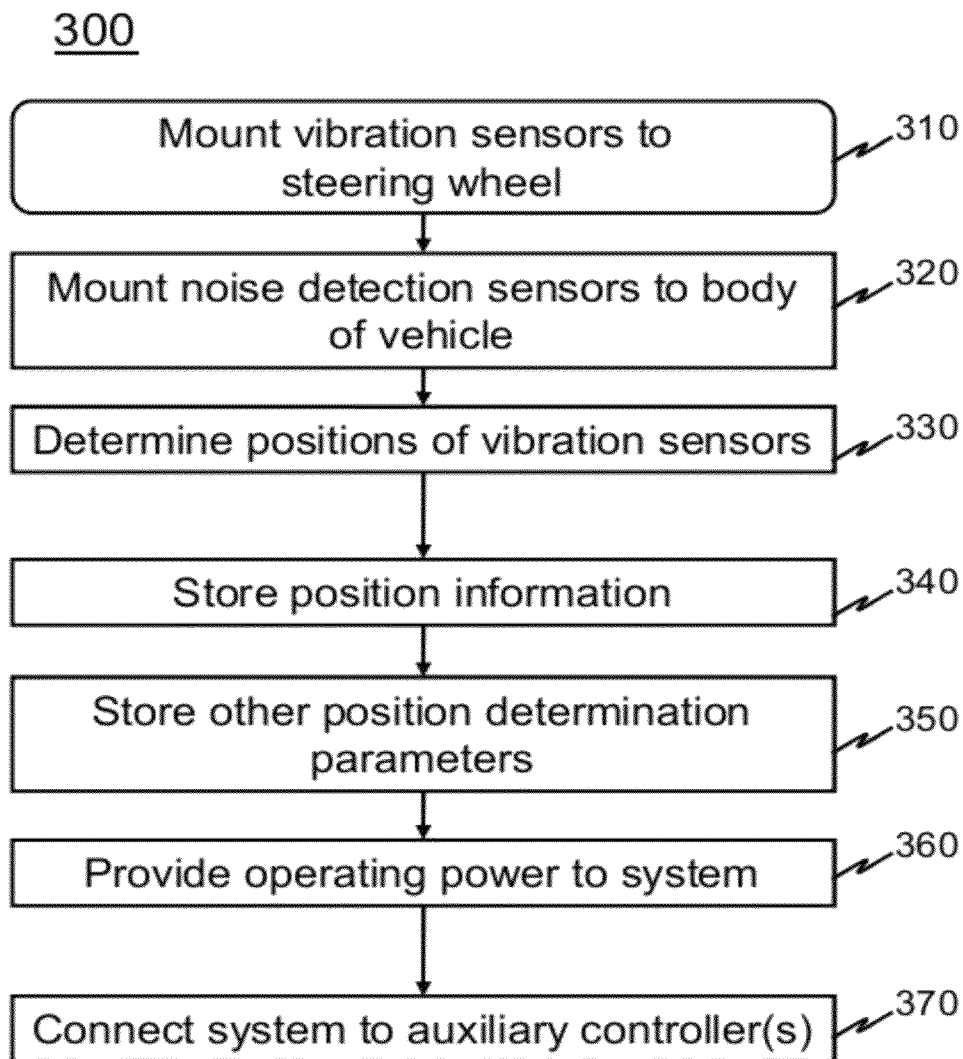 300
Mount vibration sensors to
steering wheel
310
Mount noise detection sensors to body
of vehicle
320
Determine positions of vibration sensors
330
Store position information
340
Store other position determination
parameters
350
Provide operating power to system
360
Connect system to auxiliary controller(s)
370